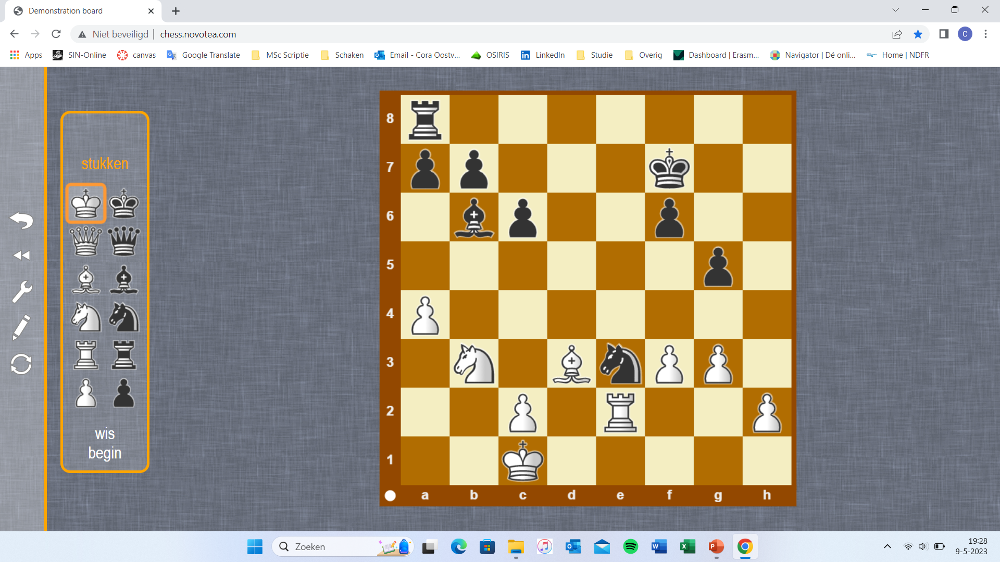 Demonstration board
Niet beveiligd | chess.novotea.com
Apps SIN-Online canvas Google Translate MSc Scriptie Schaken Email - Cora Oostv... OSIRIS LinkedIn Studie Overig Dashboard | Erasm... Navigator | Dé onli... Home | NDFR
C
stukken
wis
begin
8
7
6
5
4
3
2
1
a b c d e f g h
Zoeken
19:28
9-5-2023